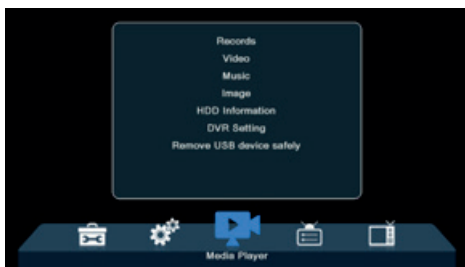 Records
Video
Music
Image
HDD Information
DVR Setting
Remove USB device safely
Media Player